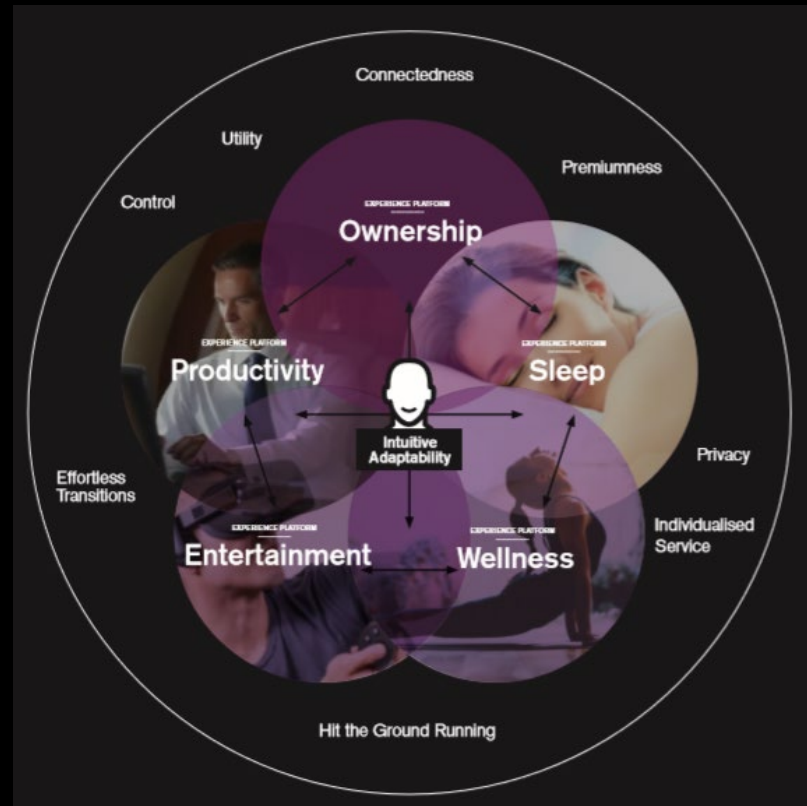 Connectedness
Utility
Premiumness
Control
EXPERIENCE PLATFORM
Ownership
EXPERIENCE PLATFORM
Productivity
EXPERIENCE PLATFORM
Sleep
Intuitive
Adaptability
Privacy
Effortless
Transitions
Individualised
Service
EXPERIENCE PLATFORM
Entertainment
EXPERIENCE PLATFORM
Wellness
Hit the Ground Running